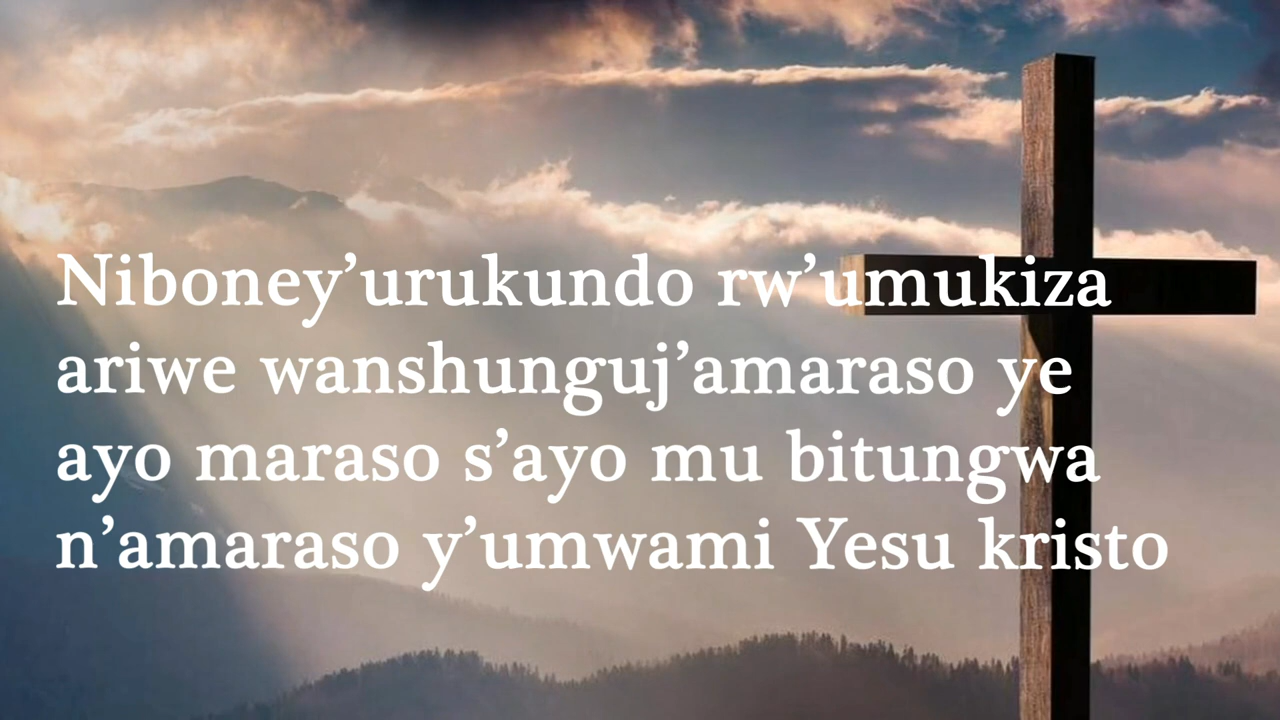 Niboney’urukundo rw’umukiza
ariwe wanshunguj’amaraso ye
ayo maraso s’ayo mu bitungwa
n’amaraso y’umwami Yesu kristo